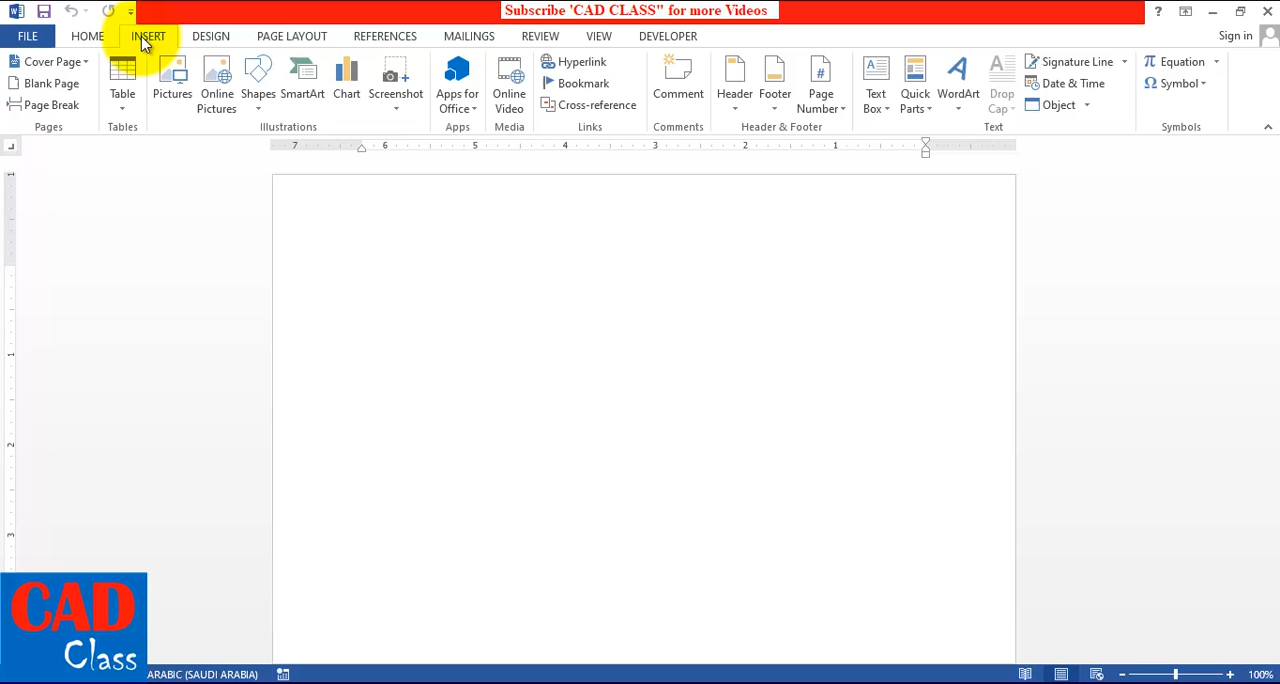 Subscribe 'CAD CLASS" for more Videos
?
FILE HOME INSERT DESIGN PAGE LAYOUT REFERENCES MAILINGS REVIEW VIEW DEVELOPER Sign in
Cover Page
Blank Page
Page Break
Pages
Table
Tables
Pictures
Online Pictures
Shapes
SmartArt
Chart
Screenshot
Illustrations
Apps for Office
Apps
Online Video
Media
Hyperlink
Bookmark
Cross-reference
Links
Comment
Comments
Header
Footer
Page Number
Header & Footer
Text Box
Quick Parts
WordArt
Drop Cap
Signature Line
Date & Time
Object
Text
π Equation
Ω Symbol
Symbols
7 6 5 4 3 2 1
1
1
2
3
CAD
Class
ARABIC (SAUDI ARABIA)
100%